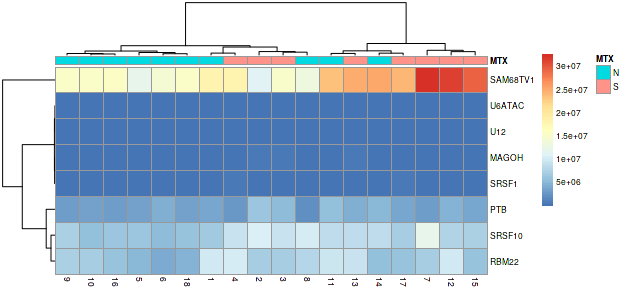 MTX
SAM68TV1
U6ATAC
U12
MAGOH
SRSF1
PTB
SRSF10
RBM22
9 10 16 5 6 18 1 4 2 3 8 11 13 14 17 7 12 15
3e+07
2.5e+07
2e+07
1.5e+07
1e+07
5e+06
MTX
N
S